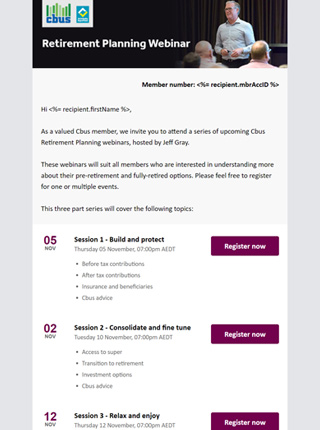 cbus
Retirement Planning Webinar
Member number: <%= recipient.mbrAccID %>
Hi <%= recipient.firstName %>,
As a valued Cbus member, we invite you to attend a series of upcoming Cbus
Retirement Planning webinars, hosted by Jeff Gray.
These webinars will suit all members who are interested in understanding more
about their pre-retirement and fully-retired options. Please feel free to register
for one or multiple events.
This three part series will cover the following topics:
05
NOV
Session 1 - Build and protect
Thursday 05 November, 07:00pm AEDT
Register now
• Before tax contributions
• After tax contributions
• Insurance and beneficiaries
• Cbus advice
02
NOV
Session 2 - Consolidate and fine tune
Tuesday 10 November, 07:00pm AEDT
Register now
• Access to super
• Transition to retirement
• Investment options
• Cbus advice
12
NOV
Session 3 - Relax and enjoy
Thursday 12 November, 07:00pm AEDT
Register now